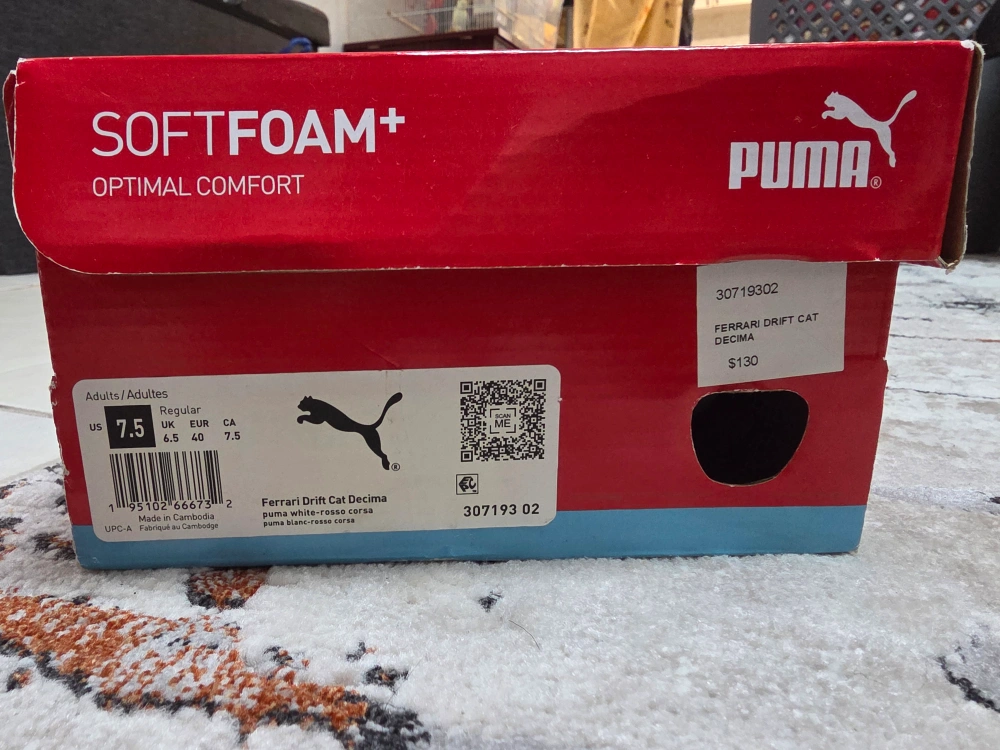 SOFTFOAM+
OPTIMAL COMFORT
PUMA®
30719302
FERRARI DRIFT CAT
DECIMA
$130
Adults/Adultes
Regular
US 7.5 UK EUR CA
6.5 40 7.5
1 95102 66673 2
Made in Cambodia
UPC-A Fabriqué au Cambodge
®
Ferrari Drift Cat Decima
puma white-rosso corsa
puma blanc-rosso corsa
SCAN
ME
307193 02